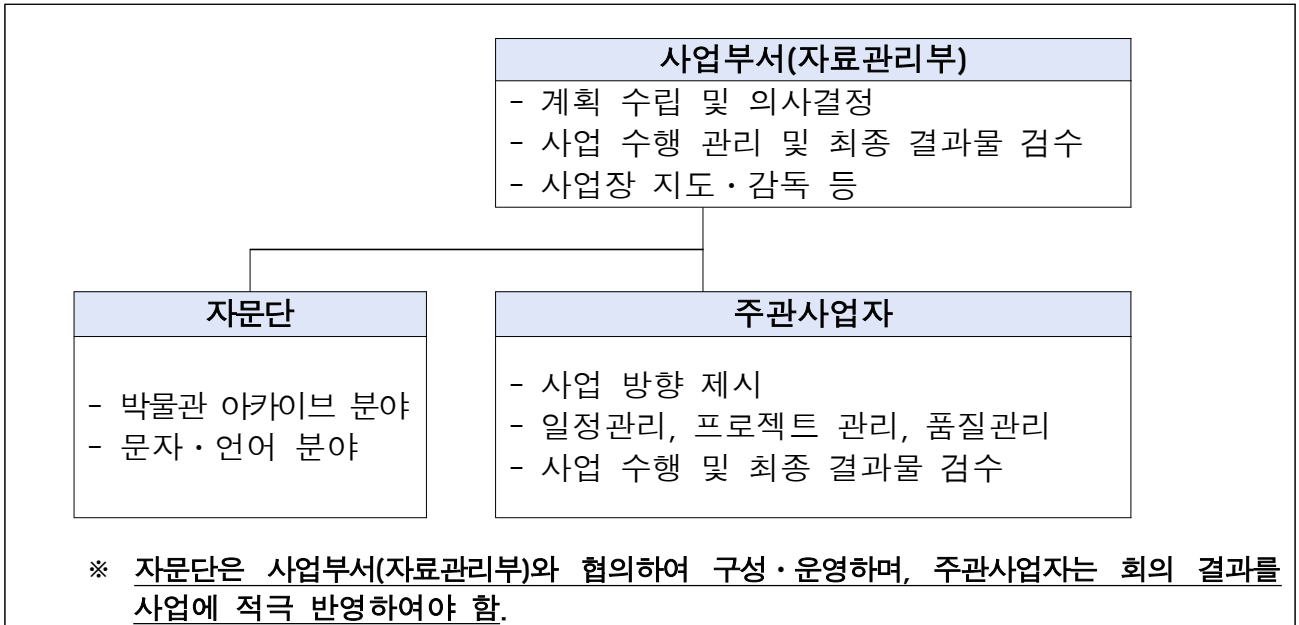 사업부서(자료관리부)
- 계획 수립 및 의사결정
- 사업 수행 관리 및 최종 결과물 검수
- 사업장 지도・감독 등
자문단
- 박물관 아카이브 분야
- 문자・언어 분야
주관사업자
- 사업 방향 제시
- 일정관리, 프로젝트 관리, 품질관리
- 사업 수행 및 최종 결과물 검수
※ 자문단은 사업부서(자료관리부)와 협의하여 구성・운영하며, 주관사업자는 회의 결과를
사업에 적극 반영하여야 함.